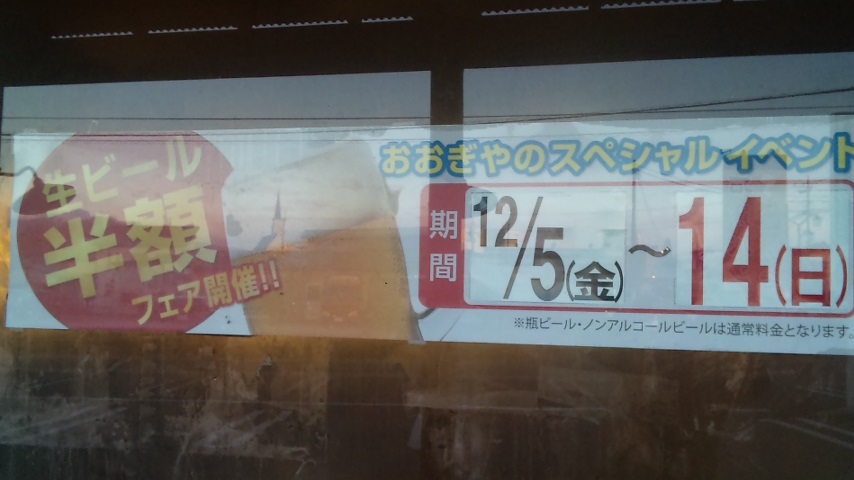 生ビール
半額
フェア開催!!
おおぎやのスペシャルイベント
期間
12/5(金)～14(日)
※瓶ビール・ノンアルコールビールは通常料金となります。